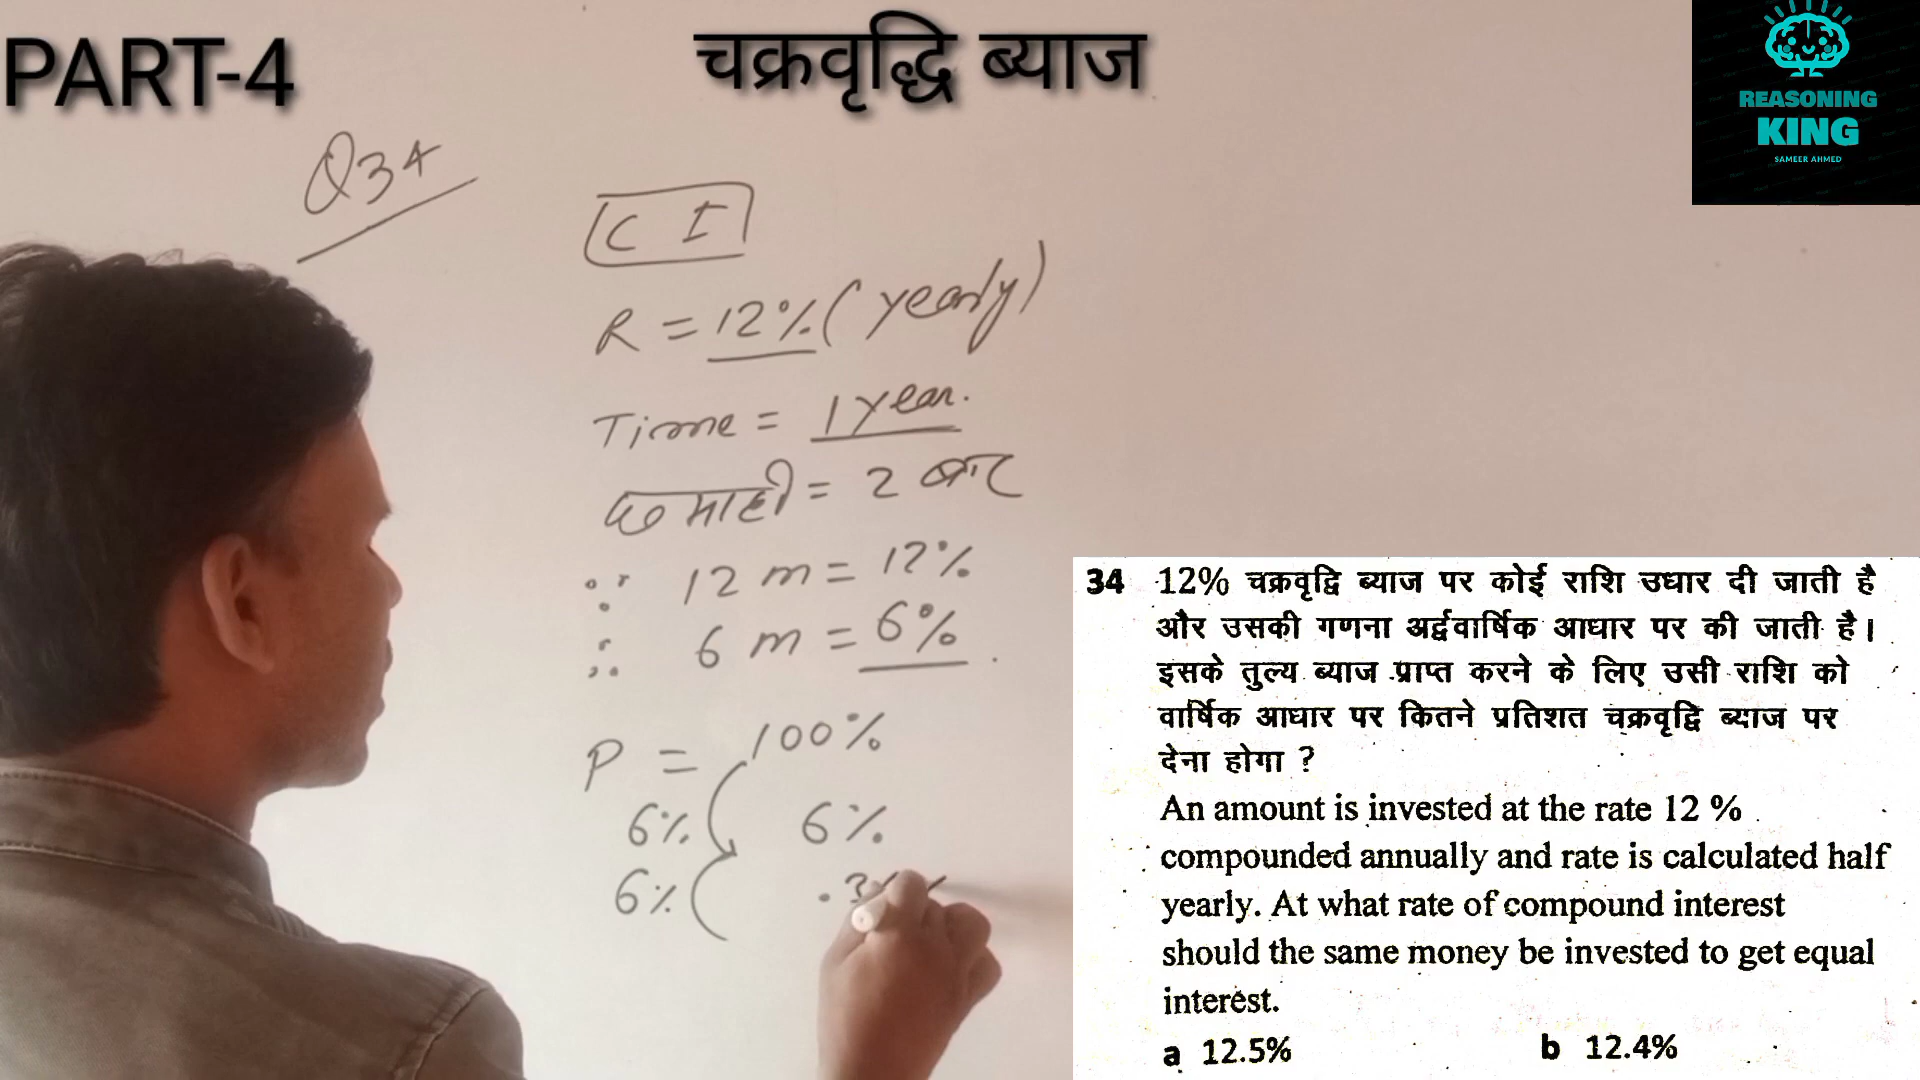 PART-4
चक्रवृद्धि ब्याज
REASONING
KING
SAMEER AHMED
Q34
CI
R = 12% (yearly)
Time = 1 year.
छमाही = 2 बार
∵ 12 m = 12%
∴ 6 m = 6%.
P = 100%
6% 6%
6%
34 12% चक्रवृद्वि ब्याज पर कोई राशि उधार दी जाती है
और उसकी गणना अर्द्ववार्षिक आधार पर की जाती है।
इसके तुल्य ब्याज प्राप्त करने के लिए उसी राशि को
वार्षिक आधार पर कितने प्रतिशत चक्रवृद्वि ब्याज पर
देना होगा ?
An amount is invested at the rate 12 %
compounded annually and rate is calculated half
yearly. At what rate of compound interest
should the same money be invested to get equal
interest.
a 12.5% b 12.4%